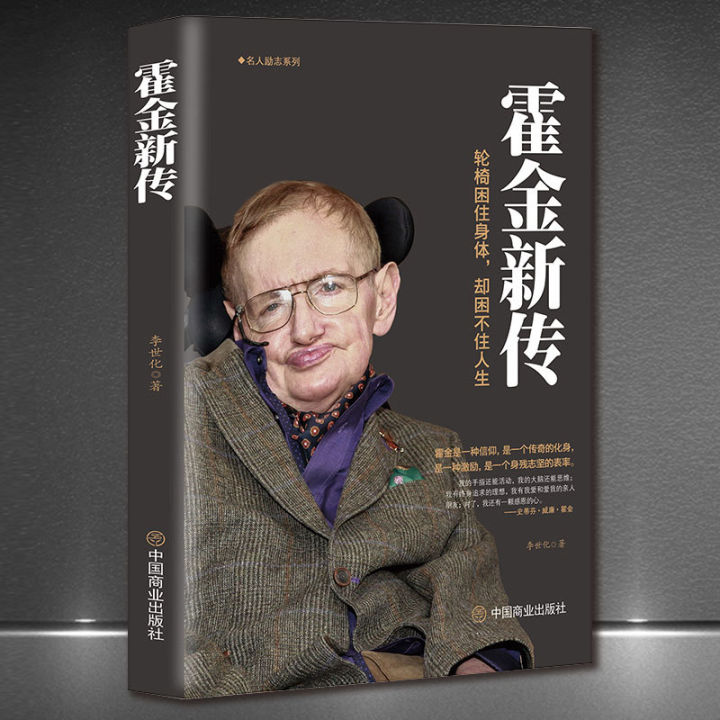 霍金新传
李世化◎著
中国商业出版社
◆名人励志系列
霍金新传
轮椅困住身体，却困不住人生
霍金是一种信仰，是一个传奇的化身，
是一种激励，是一个身残志坚的表率。
我的手指还能活动，我的大脑还能思维；
我有终身追求的理想，我有我爱和爱我的亲人
朋友；对了，我还有一颗感恩的心。
——史蒂芬·威廉·霍金
李世化◎著
中国商业出版社